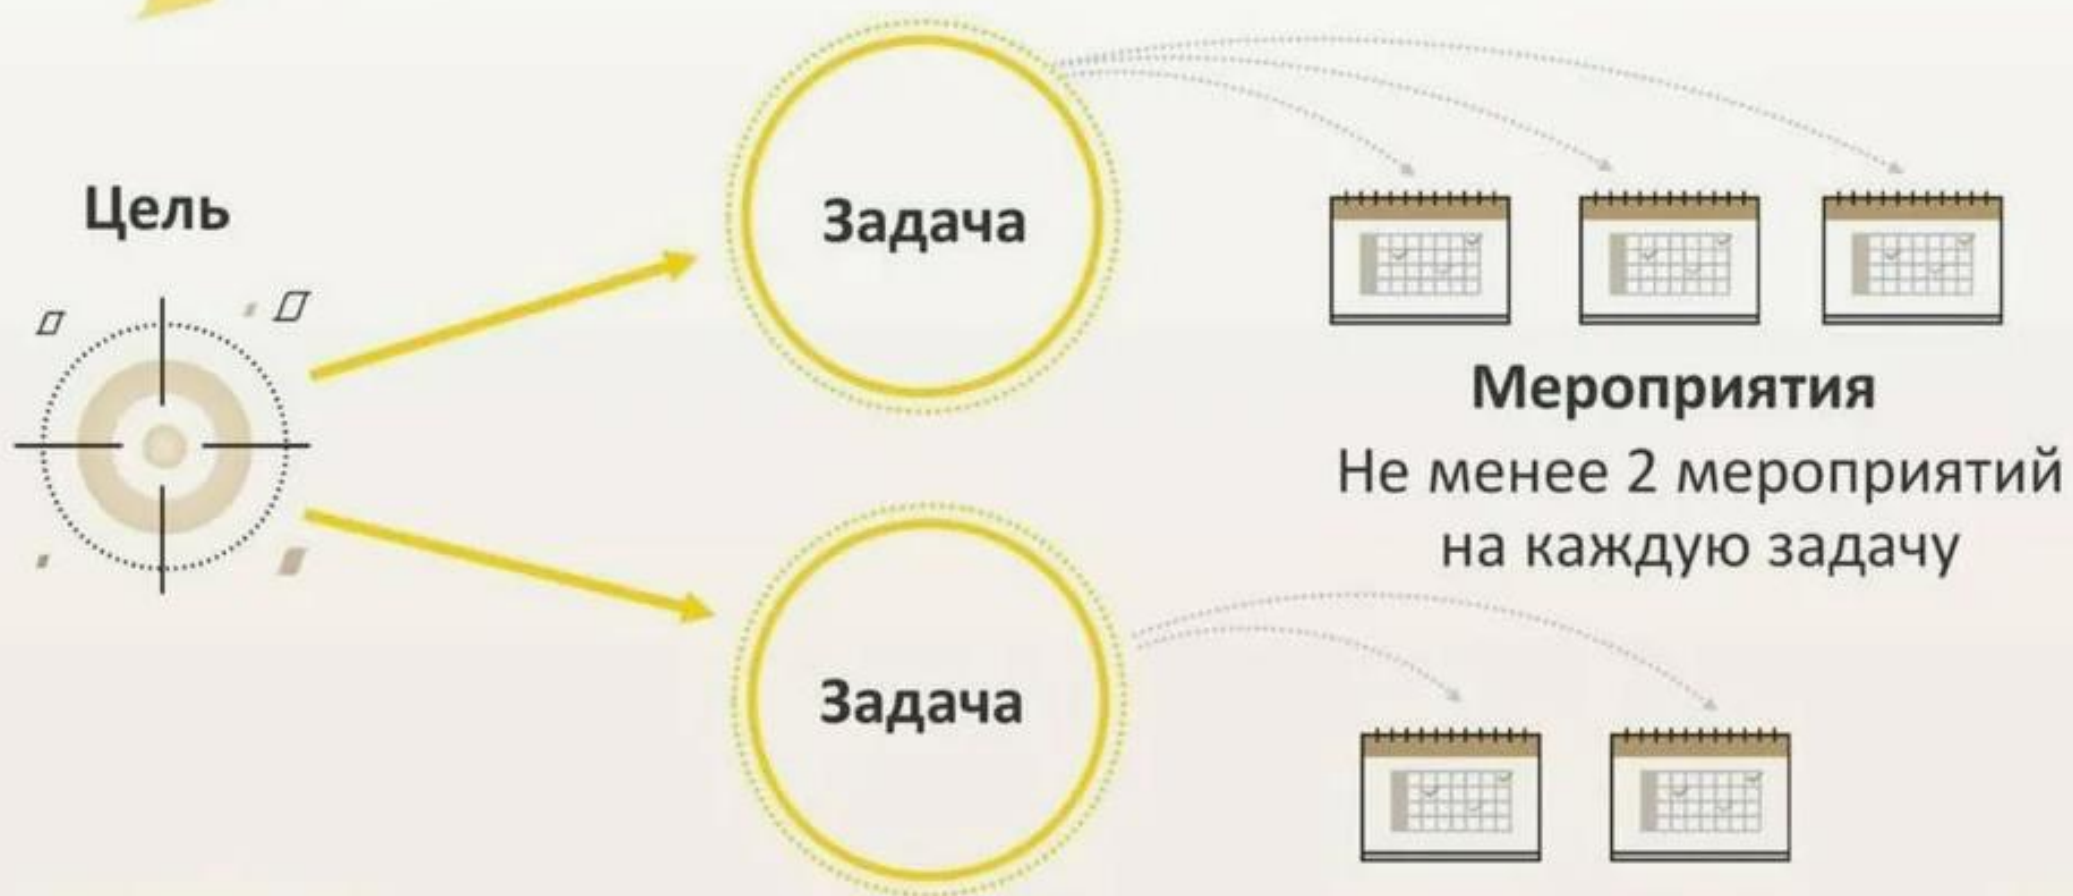 Цель
Задача
Мероприятия
Не менее 2 мероприятий
на каждую задачу
Задача